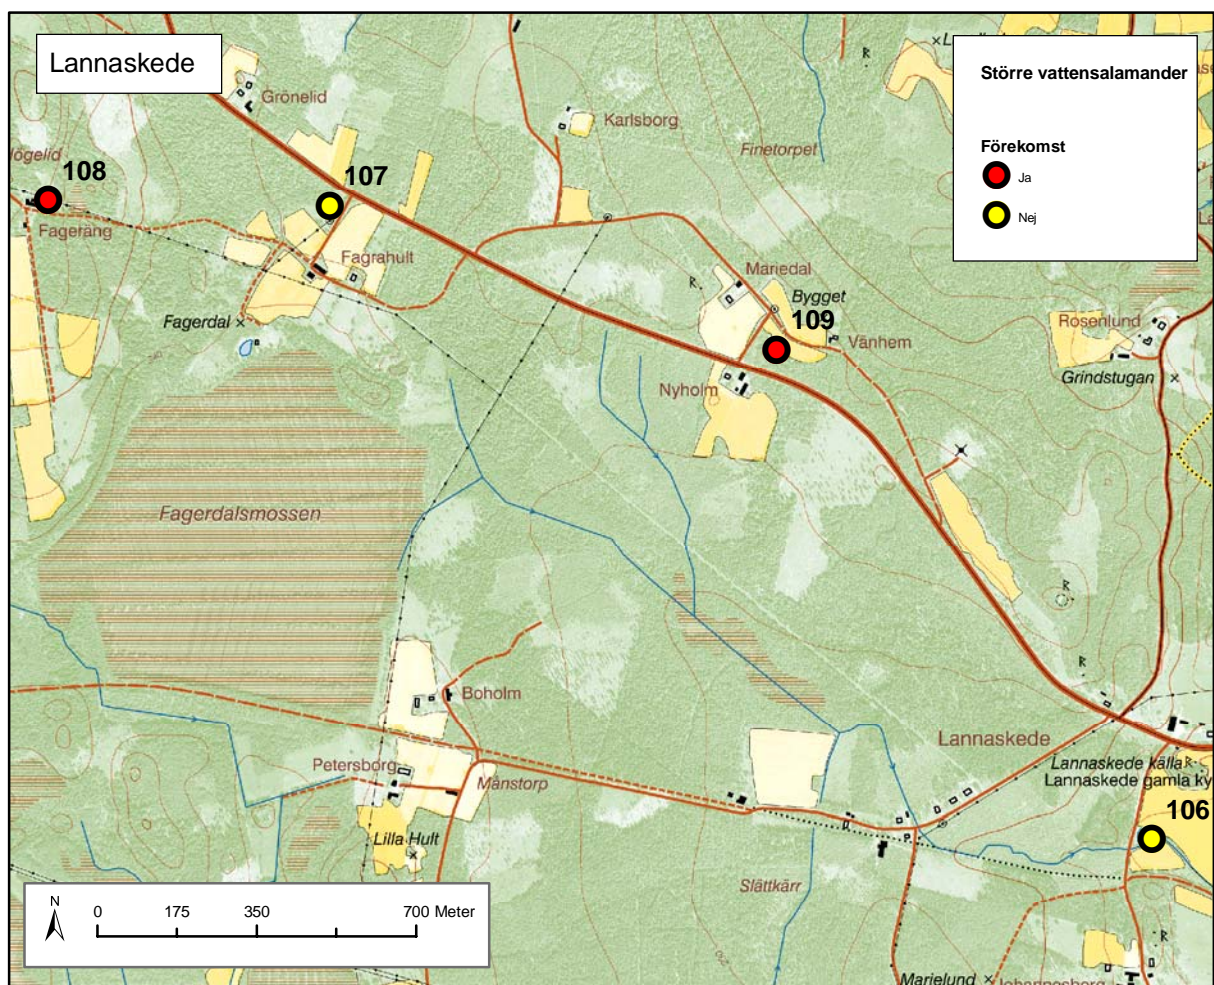 Lannaskede
Större vattensalamander
Förekomst
Ja
Nej
Grönelid
Karlsborg
Finetorpet
108
107
Fageräng
Fagrahult
Mariedal
Bygget
109
Vänhem
Rosenlund
Fagerdal
Nyholm
Grindstugan
R
R
R
R
R
R
R
Fagerdalsmossen
Boholm
Lannaskede
Petersborg
Månstorp
Lannaskede källa
Lannaskede gamla ky
106
Lilla Hult
Slättkärr
Marielund
Johannesberg
N
0 175 350 700 Meter